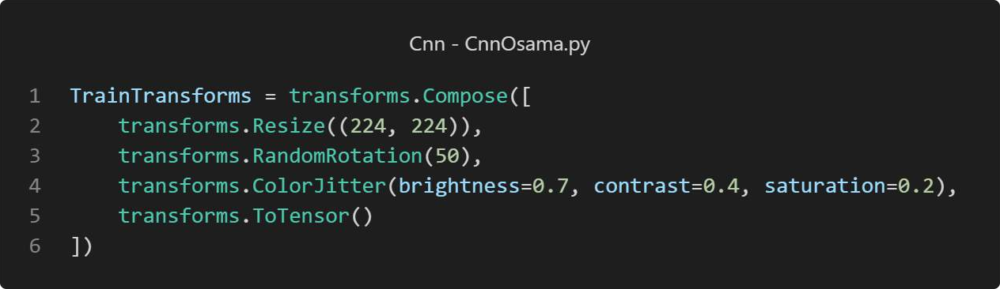 Cnn - CnnOsama.py
1 TrainTransforms = transforms.Compose([
2     transforms.Resize((224, 224)),
3     transforms.RandomRotation(50),
4     transforms.ColorJitter(brightness=0.7, contrast=0.4, saturation=0.2),
5     transforms.ToTensor()
6 ])